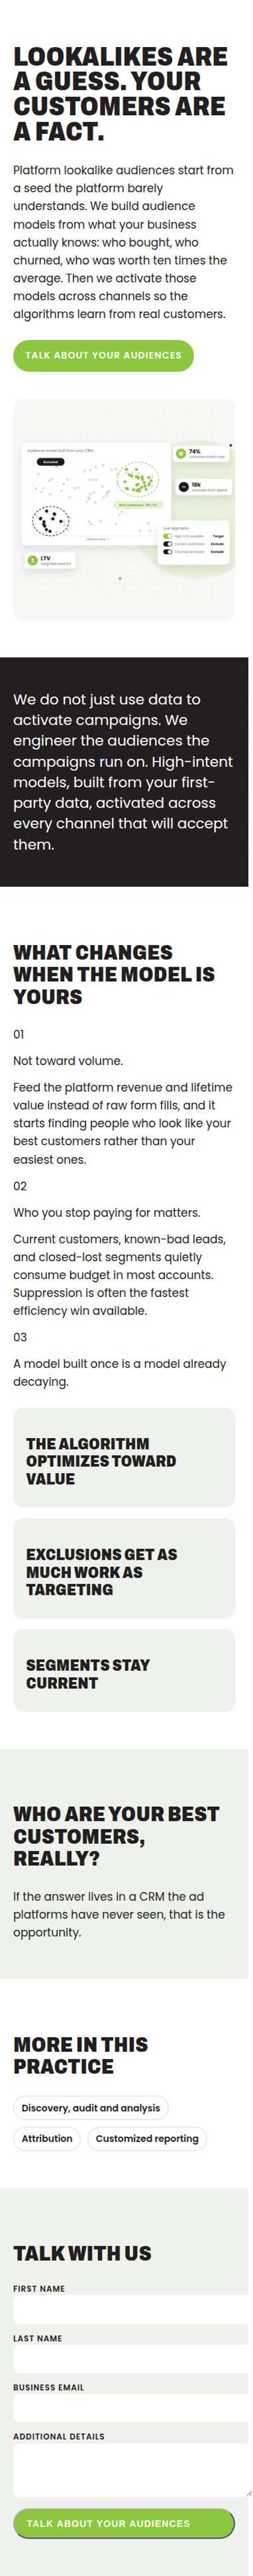 LOOKALIKES ARE
A GUESS. YOUR
CUSTOMERS ARE
A FACT.
Platform lookalike audiences start from
a seed the platform barely
understands. We build audience
models from what your business
actually knows: who bought, who
churned, who was worth ten times the
average. Then we activate those
models across channels so the
algorithms learn from real customers.
TALK ABOUT YOUR AUDIENCES
74%
18k
LTV
We do not just use data to
activate campaigns. We
engineer the audiences the
campaigns run on. High-intent
models, built from your first-
party data, activated across
every channel that will accept
them.
WHAT CHANGES
WHEN THE MODEL IS
YOURS
01
Not toward volume.
Feed the platform revenue and lifetime
value instead of raw form fills, and it
starts finding people who look like your
best customers rather than your
easiest ones.
02
Who you stop paying for matters.
Current customers, known-bad leads,
and closed-lost segments quietly
consume budget in most accounts.
Suppression is often the fastest
efficiency win available.
03
A model built once is a model already
decaying.
THE ALGORITHM
OPTIMIZES TOWARD
VALUE
EXCLUSIONS GET AS
MUCH WORK AS
TARGETING
SEGMENTS STAY
CURRENT
WHO ARE YOUR BEST
CUSTOMERS,
REALLY?
If the answer lives in a CRM the ad
platforms have never seen, that is the
opportunity.
MORE IN THIS
PRACTICE
Discovery, audit and analysis
Attribution Customized reporting
TALK WITH US
FIRST NAME
LAST NAME
BUSINESS EMAIL
ADDITIONAL DETAILS
TALK ABOUT YOUR AUDIENCES